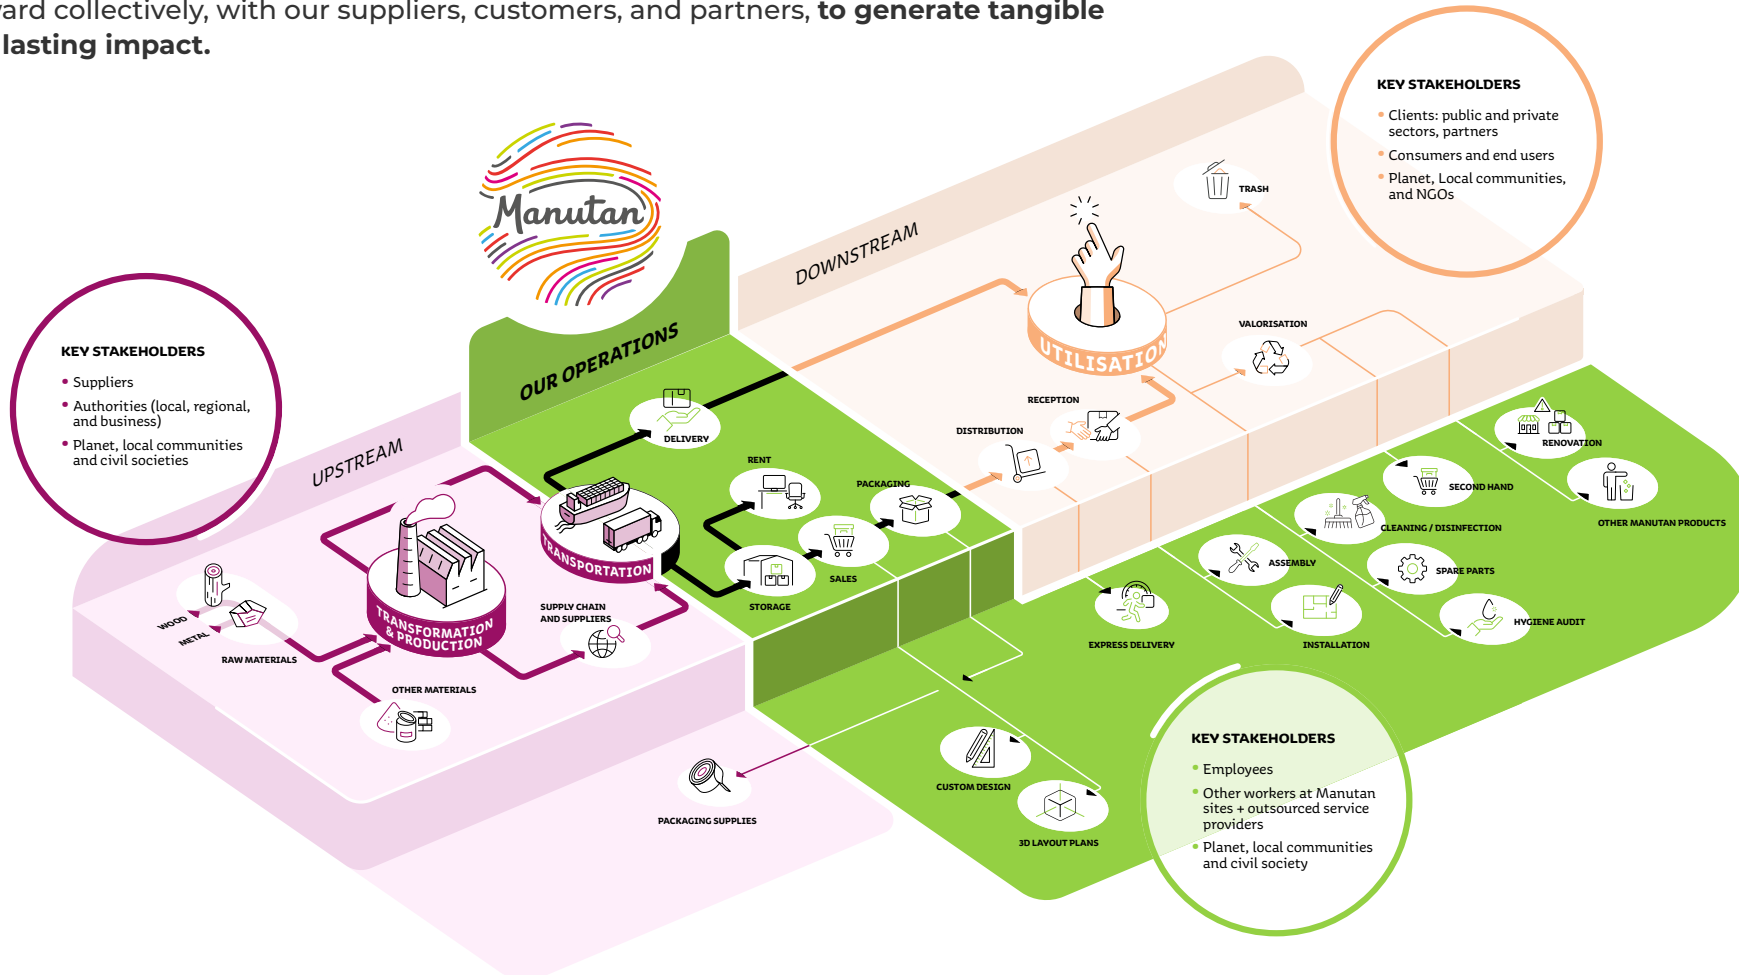 ward collectively, with our suppliers, customers, and partners, to generate tangible
lasting impact.
KEY STAKEHOLDERS
• Clients: public and private
sectors, partners
• Consumers and end users
• Planet, Local communities,
and NGOs
TRASH
Manutan
DOWNSTREAM
UTILISATION
VALORISATION
RECEPTION
DISTRIBUTION
OUR OPERATIONS
DELIVERY
RENT
PACKAGING
SALES
STORAGE
TRANSPORTATION
KEY STAKEHOLDERS
• Suppliers
• Authorities (local, regional,
and business)
• Planet, local communities
and civil societies
UPSTREAM
TRANSFORMATION
& PRODUCTION
SUPPLY CHAIN
AND SUPPLIERS
WOOD
METAL
RAW MATERIALS
OTHER MATERIALS
PACKAGING SUPPLIES
RENOVATION
OTHER MANUTAN PRODUCTS
SECOND HAND
CLEANING / DISINFECTION
SPARE PARTS
ASSEMBLY
HYGIENE AUDIT
INSTALLATION
EXPRESS DELIVERY
CUSTOM DESIGN
3D LAYOUT PLANS
KEY STAKEHOLDERS
• Employees
• Other workers at Manutan
sites + outsourced service
providers
• Planet, local communities
and civil society